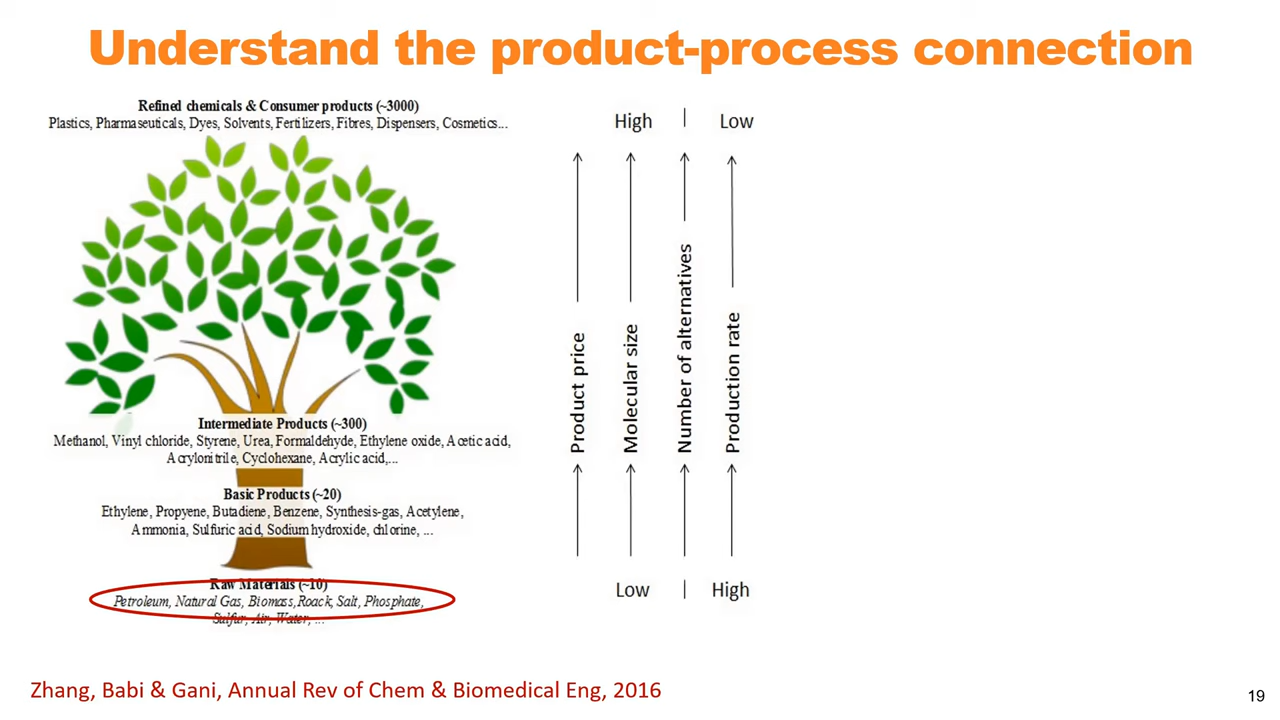 Understand the product-process connection
Refined chemicals & Consumer products (~3000)
Plastics, Pharmaceuticals, Dyes, Solvents, Fertilizers, Fibres, Dispensers, Cosmetics...
High | Low
Product price
Molecular size
Number of alternatives
Production rate
Intermediate Products (~300)
Methanol, Vinyl chloride, Styrene, Urea, Formaldehyde, Ethylene oxide, Acetic acid,
Acrylonitrile, Cyclohexane, Acrylic acid,...
Basic Products (~20)
Ethylene, Propyene, Butadiene, Benzene, Synthesis-gas, Acetylene,
Ammonia, Sulfuric acid, Sodium hydroxide, chlorine, ...
Raw Materials (~10)
Petroleum, Natural Gas, Biomass, Roack, Salt, Phosphate,
Sulfur, Air, Water, ...
Low | High
Zhang, Babi & Gani, Annual Rev of Chem & Biomedical Eng, 2016
19